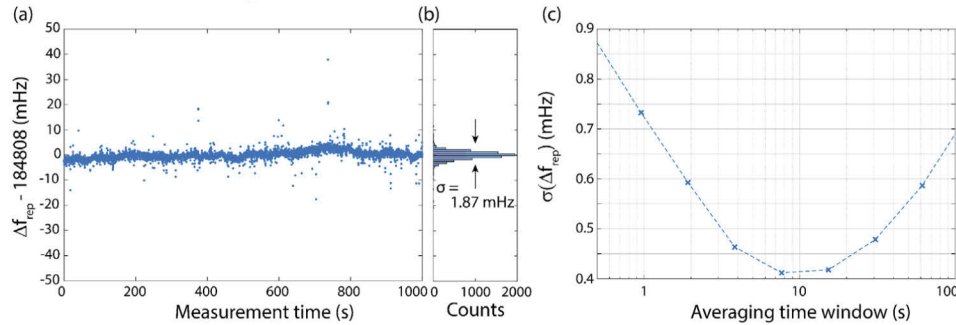 (a)
50
40
30
20
10
0
-10
-20
-30
-40
-50
Δf_rep - 184808 (mHz)
0 200 400 600 800 1000
Measurement time (s)
(b)
σ =
1.87 mHz
0 1000 2000
Counts
(c)
0.9
0.8
0.7
0.6
0.5
0.4
σ(Δf_rep) (mHz)
1 10 100
Averaging time window (s)